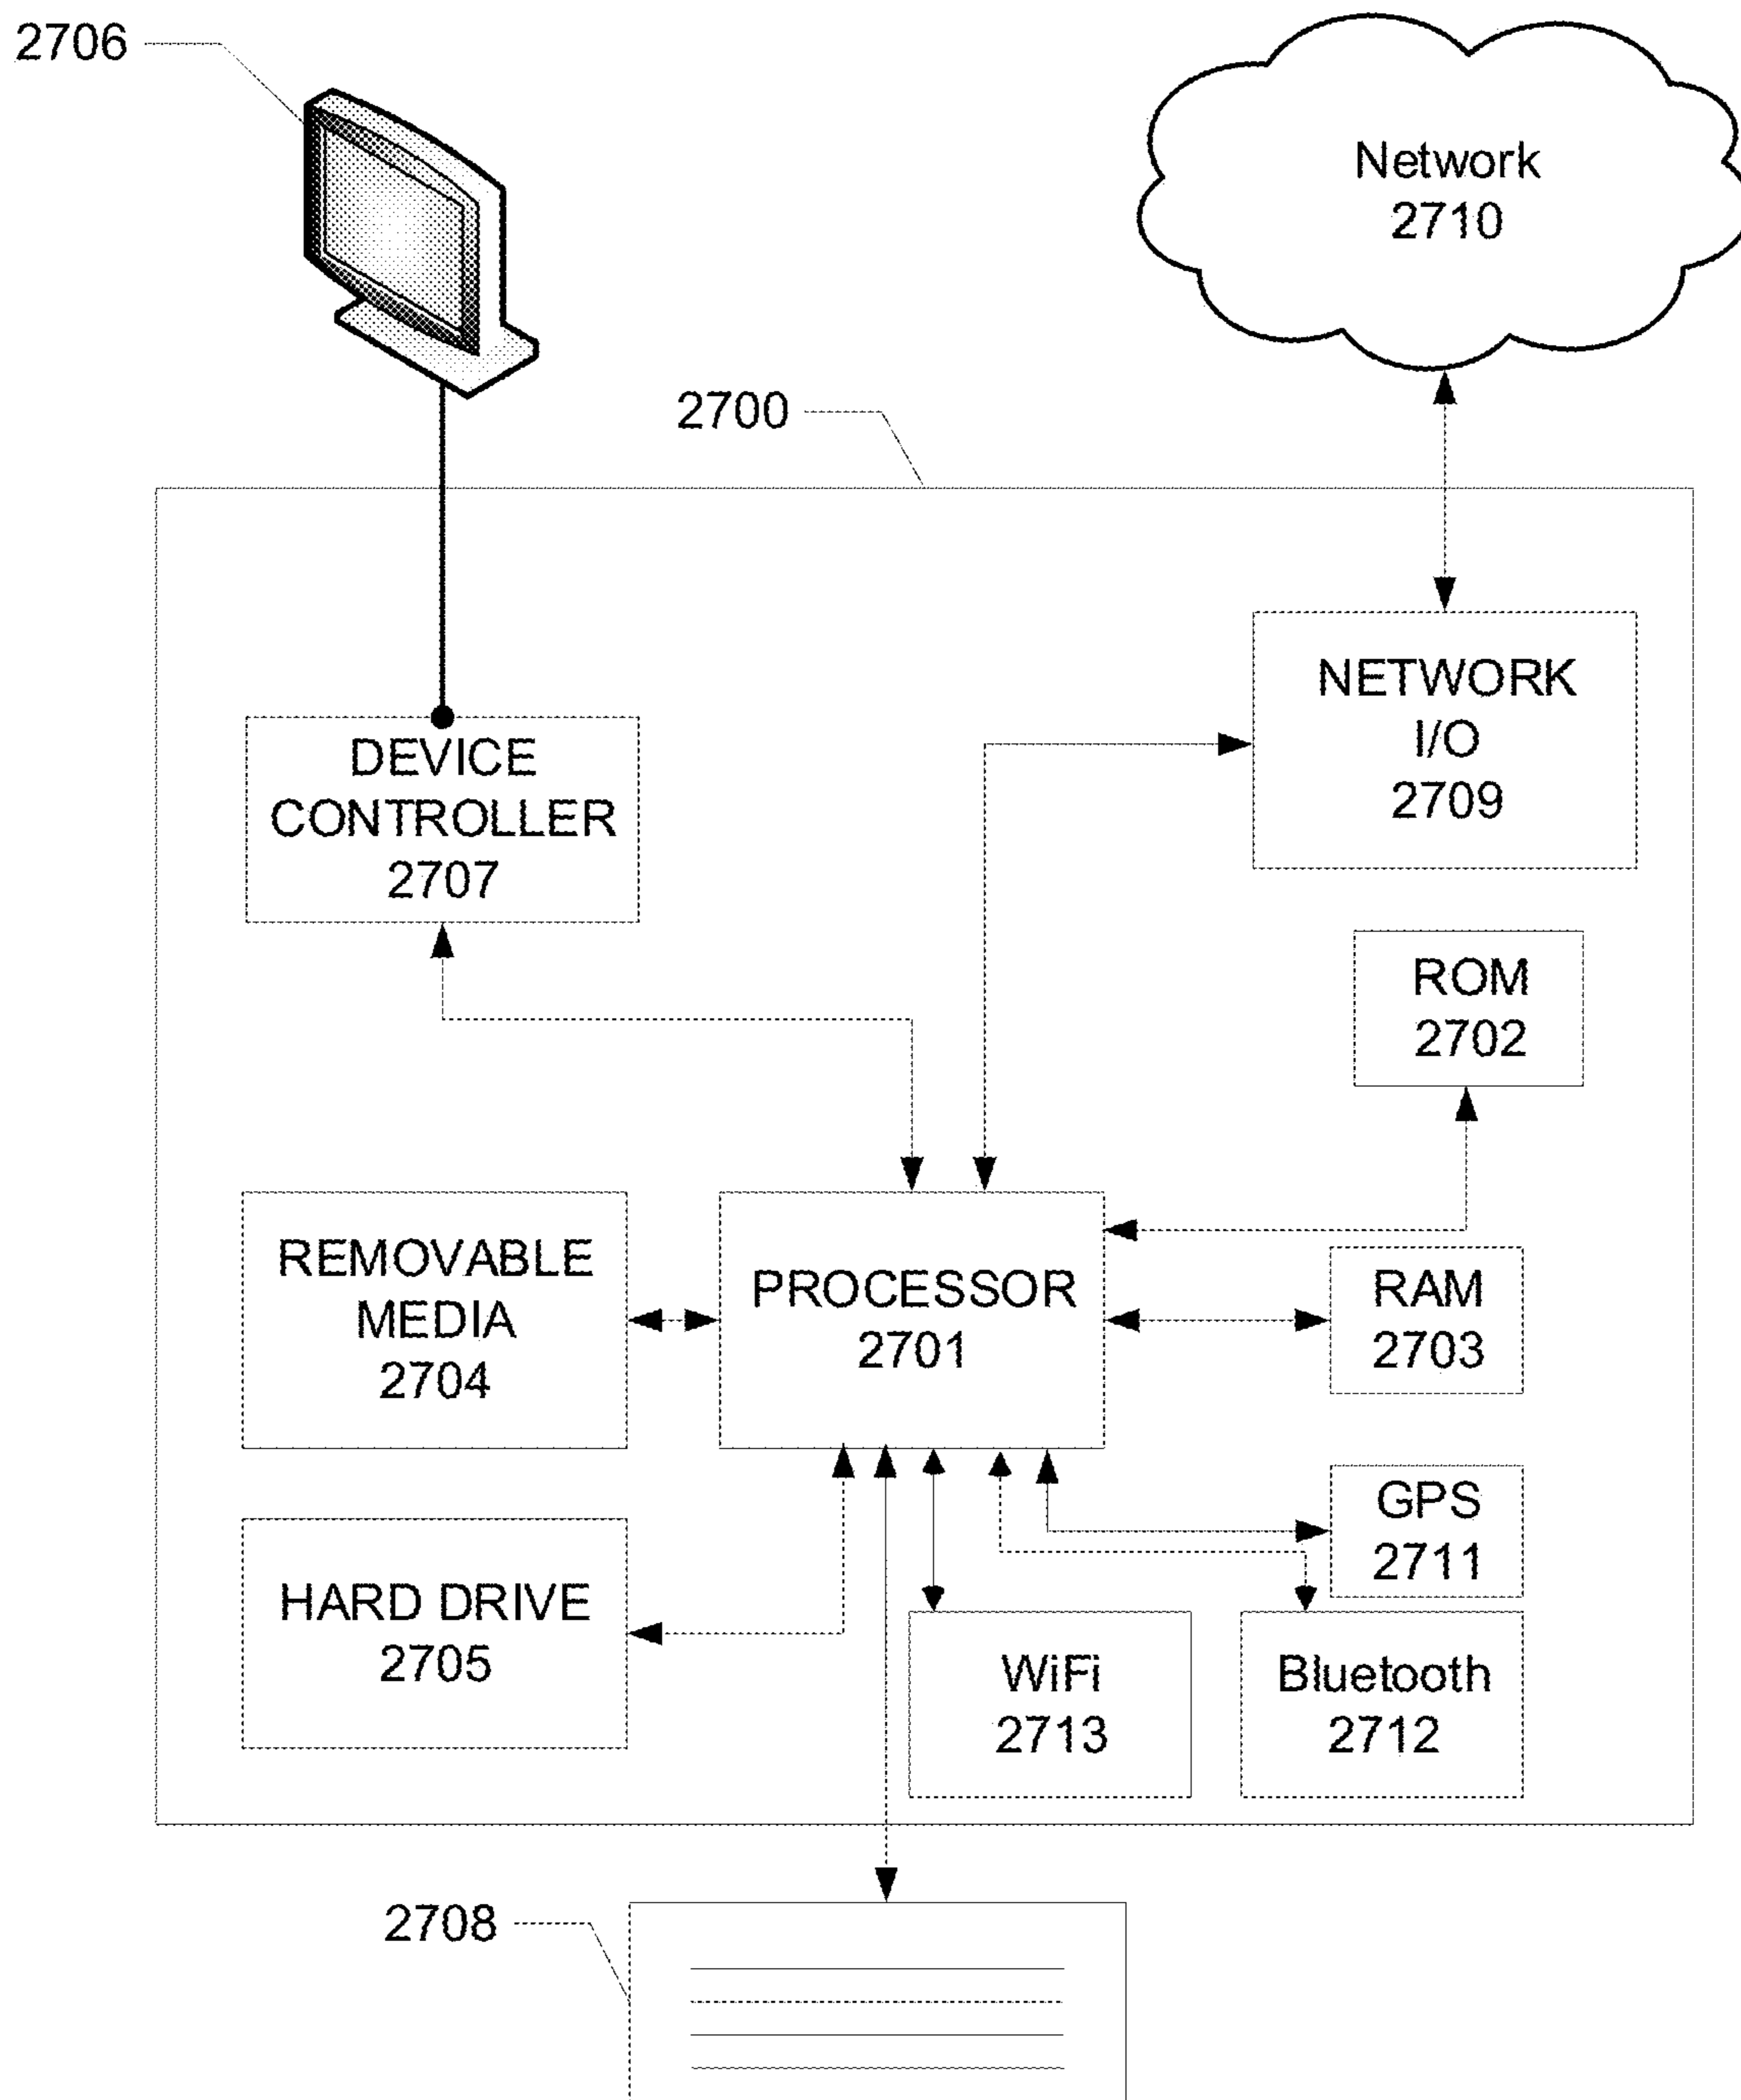 2706
Network
2710
2700
NETWORK
I/O
2709
DEVICE
CONTROLLER
2707
ROM
2702
REMOVABLE
MEDIA
2704
PROCESSOR
2701
RAM
2703
GPS
2711
HARD DRIVE
2705
WiFi
2713
Bluetooth
2712
2708